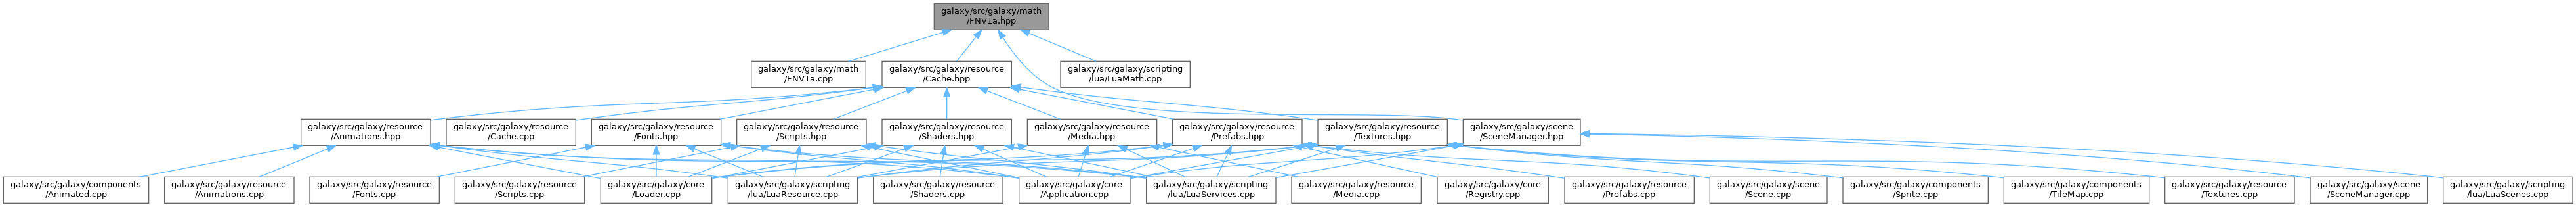 galaxy/src/galaxy/math
/FNV1a.hpp
galaxy/src/galaxy/math
/FNV1a.cpp
galaxy/src/galaxy/resource
/Cache.hpp
galaxy/src/galaxy/scripting
/lua/LuaMath.cpp
galaxy/src/galaxy/resource
/Animations.hpp
galaxy/src/galaxy/resource
/Cache.cpp
galaxy/src/galaxy/resource
/Fonts.hpp
galaxy/src/galaxy/resource
/Scripts.hpp
galaxy/src/galaxy/resource
/Shaders.hpp
galaxy/src/galaxy/resource
/Media.hpp
galaxy/src/galaxy/resource
/Prefabs.hpp
galaxy/src/galaxy/resource
/Textures.hpp
galaxy/src/galaxy/scene
/SceneManager.hpp
galaxy/src/galaxy/components
/Animated.cpp
galaxy/src/galaxy/resource
/Animations.cpp
galaxy/src/galaxy/resource
/Fonts.cpp
galaxy/src/galaxy/resource
/Scripts.cpp
galaxy/src/galaxy/core
/Loader.cpp
galaxy/src/galaxy/scripting
/lua/LuaResource.cpp
galaxy/src/galaxy/resource
/Shaders.cpp
galaxy/src/galaxy/core
/Application.cpp
galaxy/src/galaxy/scripting
/lua/LuaServices.cpp
galaxy/src/galaxy/resource
/Media.cpp
galaxy/src/galaxy/core
/Registry.cpp
galaxy/src/galaxy/resource
/Prefabs.cpp
galaxy/src/galaxy/scene
/Scene.cpp
galaxy/src/galaxy/components
/Sprite.cpp
galaxy/src/galaxy/components
/TileMap.cpp
galaxy/src/galaxy/resource
/Textures.cpp
galaxy/src/galaxy/scene
/SceneManager.cpp
galaxy/src/galaxy/scripting
/lua/LuaScenes.cpp